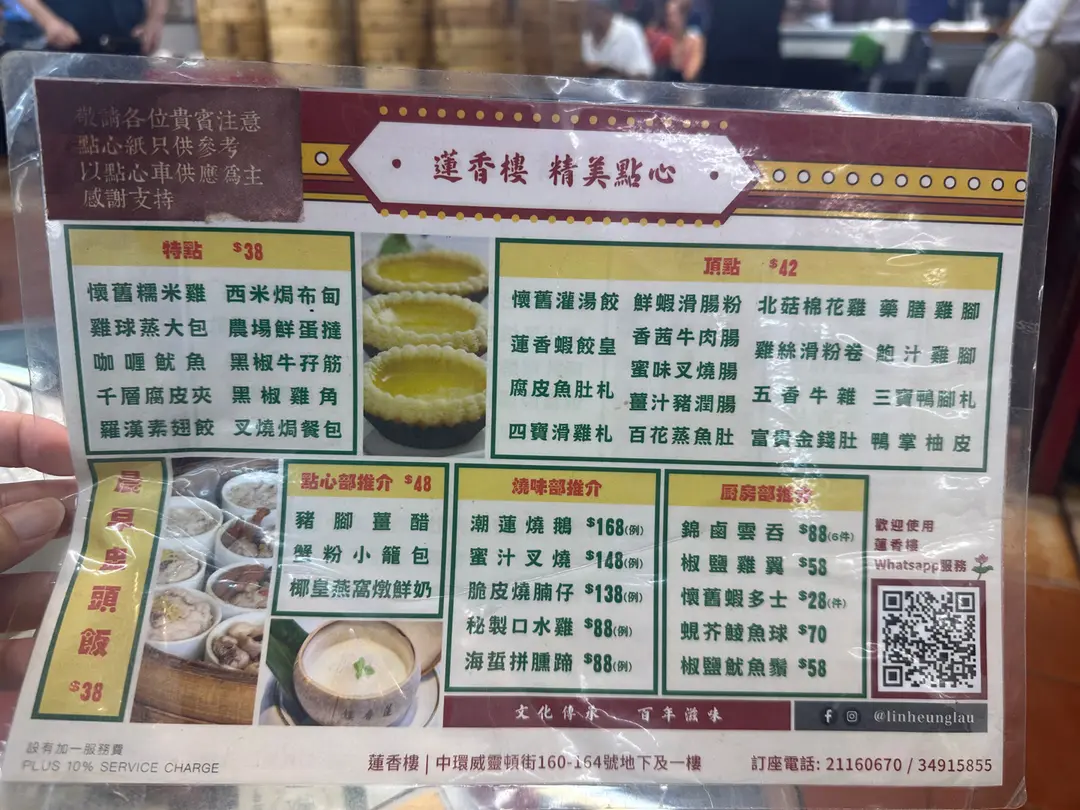 敬請各位貴賓注意
點心紙只供參考
以點心車供應為主
感謝支持
蓮香樓 精美點心
特點 $38
懷舊糯米雞 西米焗布甸
雞球蒸大包 農場鮮蛋撻
咖喱魷魚 黑椒牛孖筋
千層腐皮夾 黑椒雞角
羅漢素翅餃 叉燒焗餐包
頂點 $42
懷舊灌湯餃 鮮蝦滑腸粉 北菇棉花雞 藥膳雞腳
蓮香蝦餃皇 香茜牛肉腸 雞絲滑粉卷 鮑汁雞腳
蜜味叉燒腸
腐皮魚肚札 薑汁豬潤腸 五香牛雜 三寶鴨腳札
四寶滑雞札 百花蒸魚肚 富貴金錢肚 鴨掌柚皮
晨早盅頭飯
$38
點心部推介 $48
豬腳薑醋
蟹粉小籠包
椰皇燕窩燉鮮奶
燒味部推介
潮蓮燒鵝 $168(例)
蜜汁叉燒 $148(例)
脆皮燒腩仔 $138(例)
秘製口水雞 $88(例)
海蜇拼燻蹄 $88(例)
厨房部推介
錦鹵雲吞 $88(6件)
椒鹽雞翼 $58
懷舊蝦多士 $28(件)
蜆芥鯪魚球 $70
椒鹽魷魚鬚 $58
歡迎使用
蓮香樓
Whatsapp服務
文化傳承 百年滋味
@linheunglau
設有加一服務費
PLUS 10% SERVICE CHARGE
蓮香樓 | 中環威靈頓街160-164號地下及一樓
訂座電話: 21160670 / 34915855